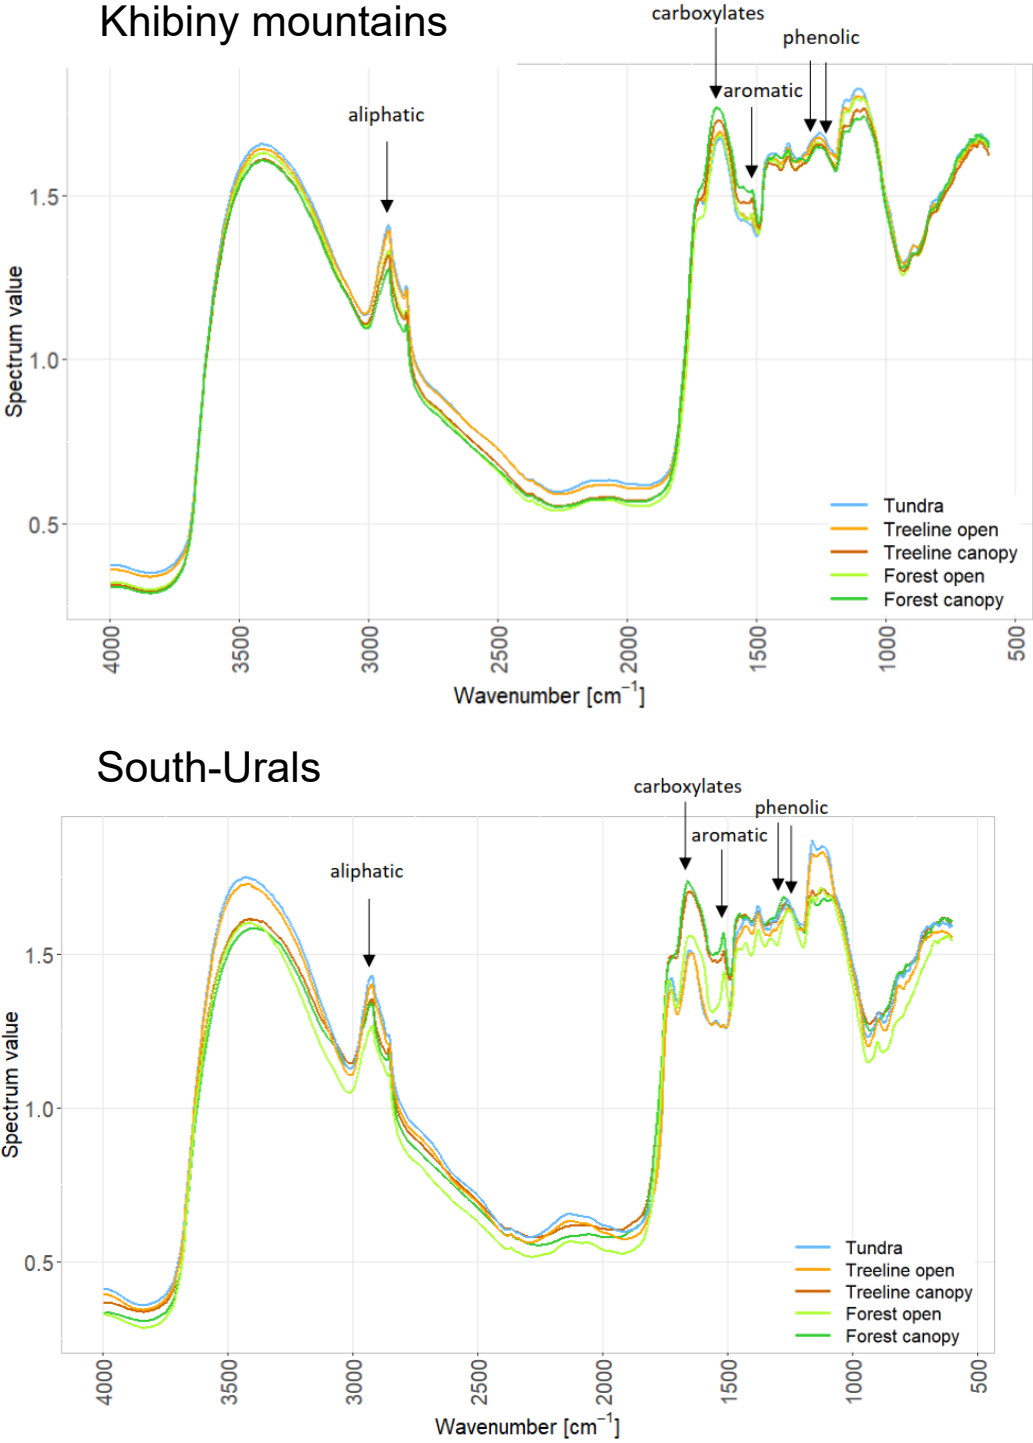 Khibiny mountains
carboxylates
phenolic
aromatic
aliphatic
1.5
1.0
0.5
Spectrum value
Tundra
Treeline open
Treeline canopy
Forest open
Forest canopy
4000 3500 3000 2500 2000 1500 1000 500
Wavenumber [cm⁻¹]
South-Urals
carboxylates
phenolic
aromatic
aliphatic
1.5
1.0
0.5
Spectrum value
Tundra
Treeline open
Treeline canopy
Forest open
Forest canopy
4000 3500 3000 2500 2000 1500 1000 500
Wavenumber [cm⁻¹]